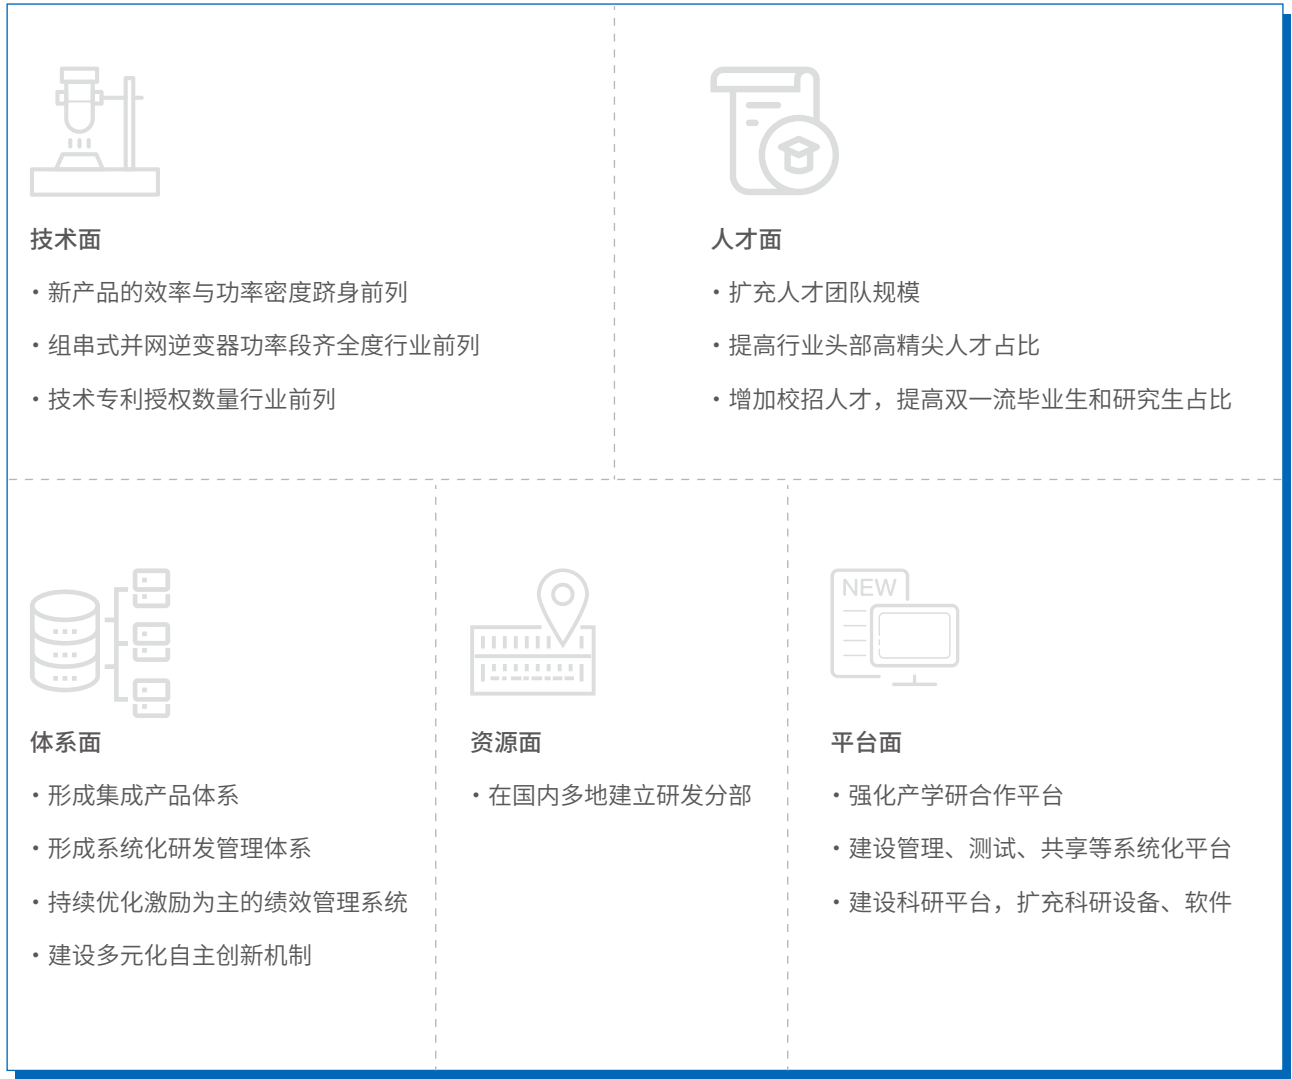 技术面
・新产品的效率与功率密度跻身前列
・组串式并网逆变器功率段齐全度行业前列
・技术专利授权数量行业前列
人才面
・扩充人才团队规模
・提高行业头部高精尖人才占比
・增加校招人才，提高双一流毕业生和研究生占比
体系面
・形成集成产品体系
・形成系统化研发管理体系
・持续优化激励为主的绩效管理系统
・建设多元化自主创新机制
资源面
・在国内多地建立研发分部
NEW
平台面
・强化产学研合作平台
・建设管理、测试、共享等系统化平台
・建设科研平台，扩充科研设备、软件